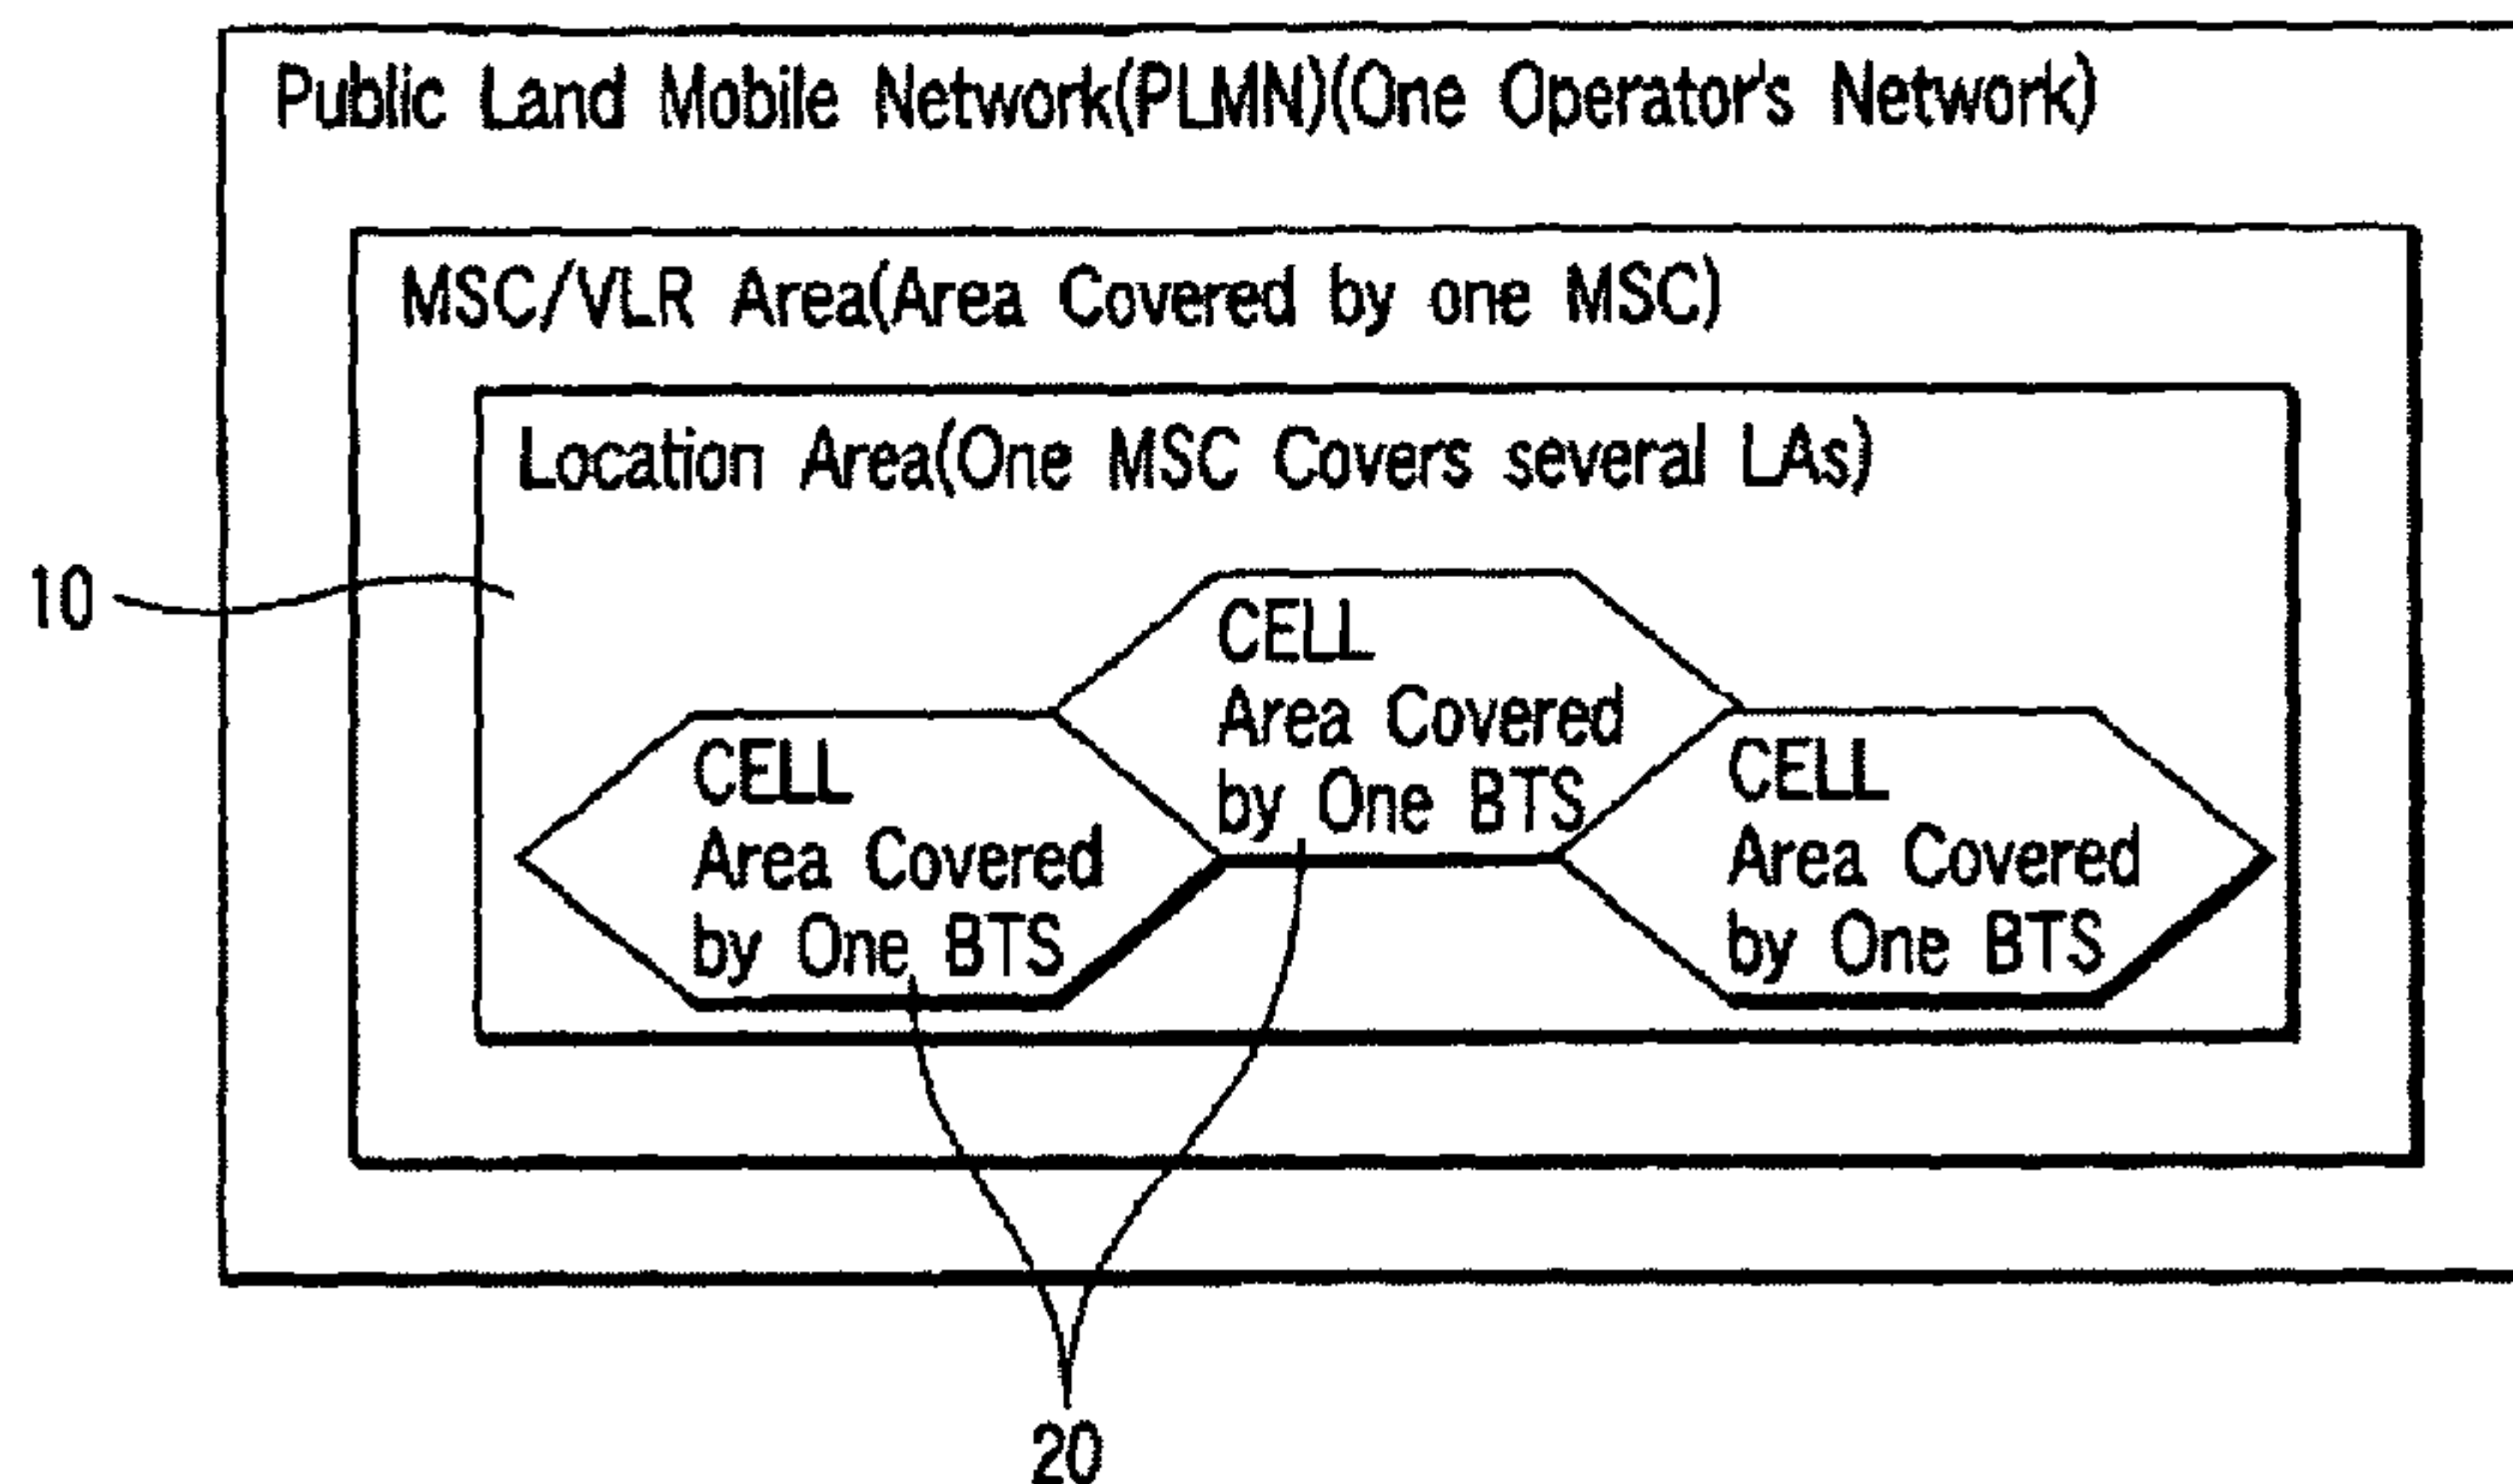 Public Land Mobile Network(PLMN)(One Operator's Network)
MSC/VLR Area(Area Covered by one MSC)
Location Area(One MSC Covers several LAs)
10
CELL
Area Covered
by One BTS
CELL
Area Covered
by One BTS
CELL
Area Covered
by One BTS
20